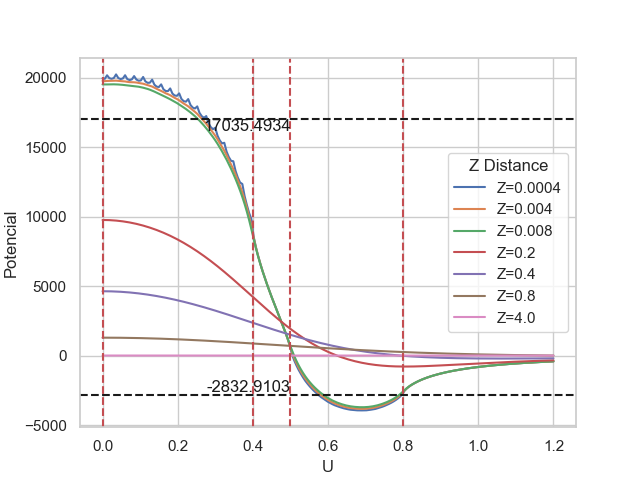 20000
15000
10000
5000
0
−5000
Potencial
17035.4934
-2832.9103
Z Distance
Z=0.0004
Z=0.004
Z=0.008
Z=0.2
Z=0.4
Z=0.8
Z=4.0
0.0 0.2 0.4 0.6 0.8 1.0 1.2
U